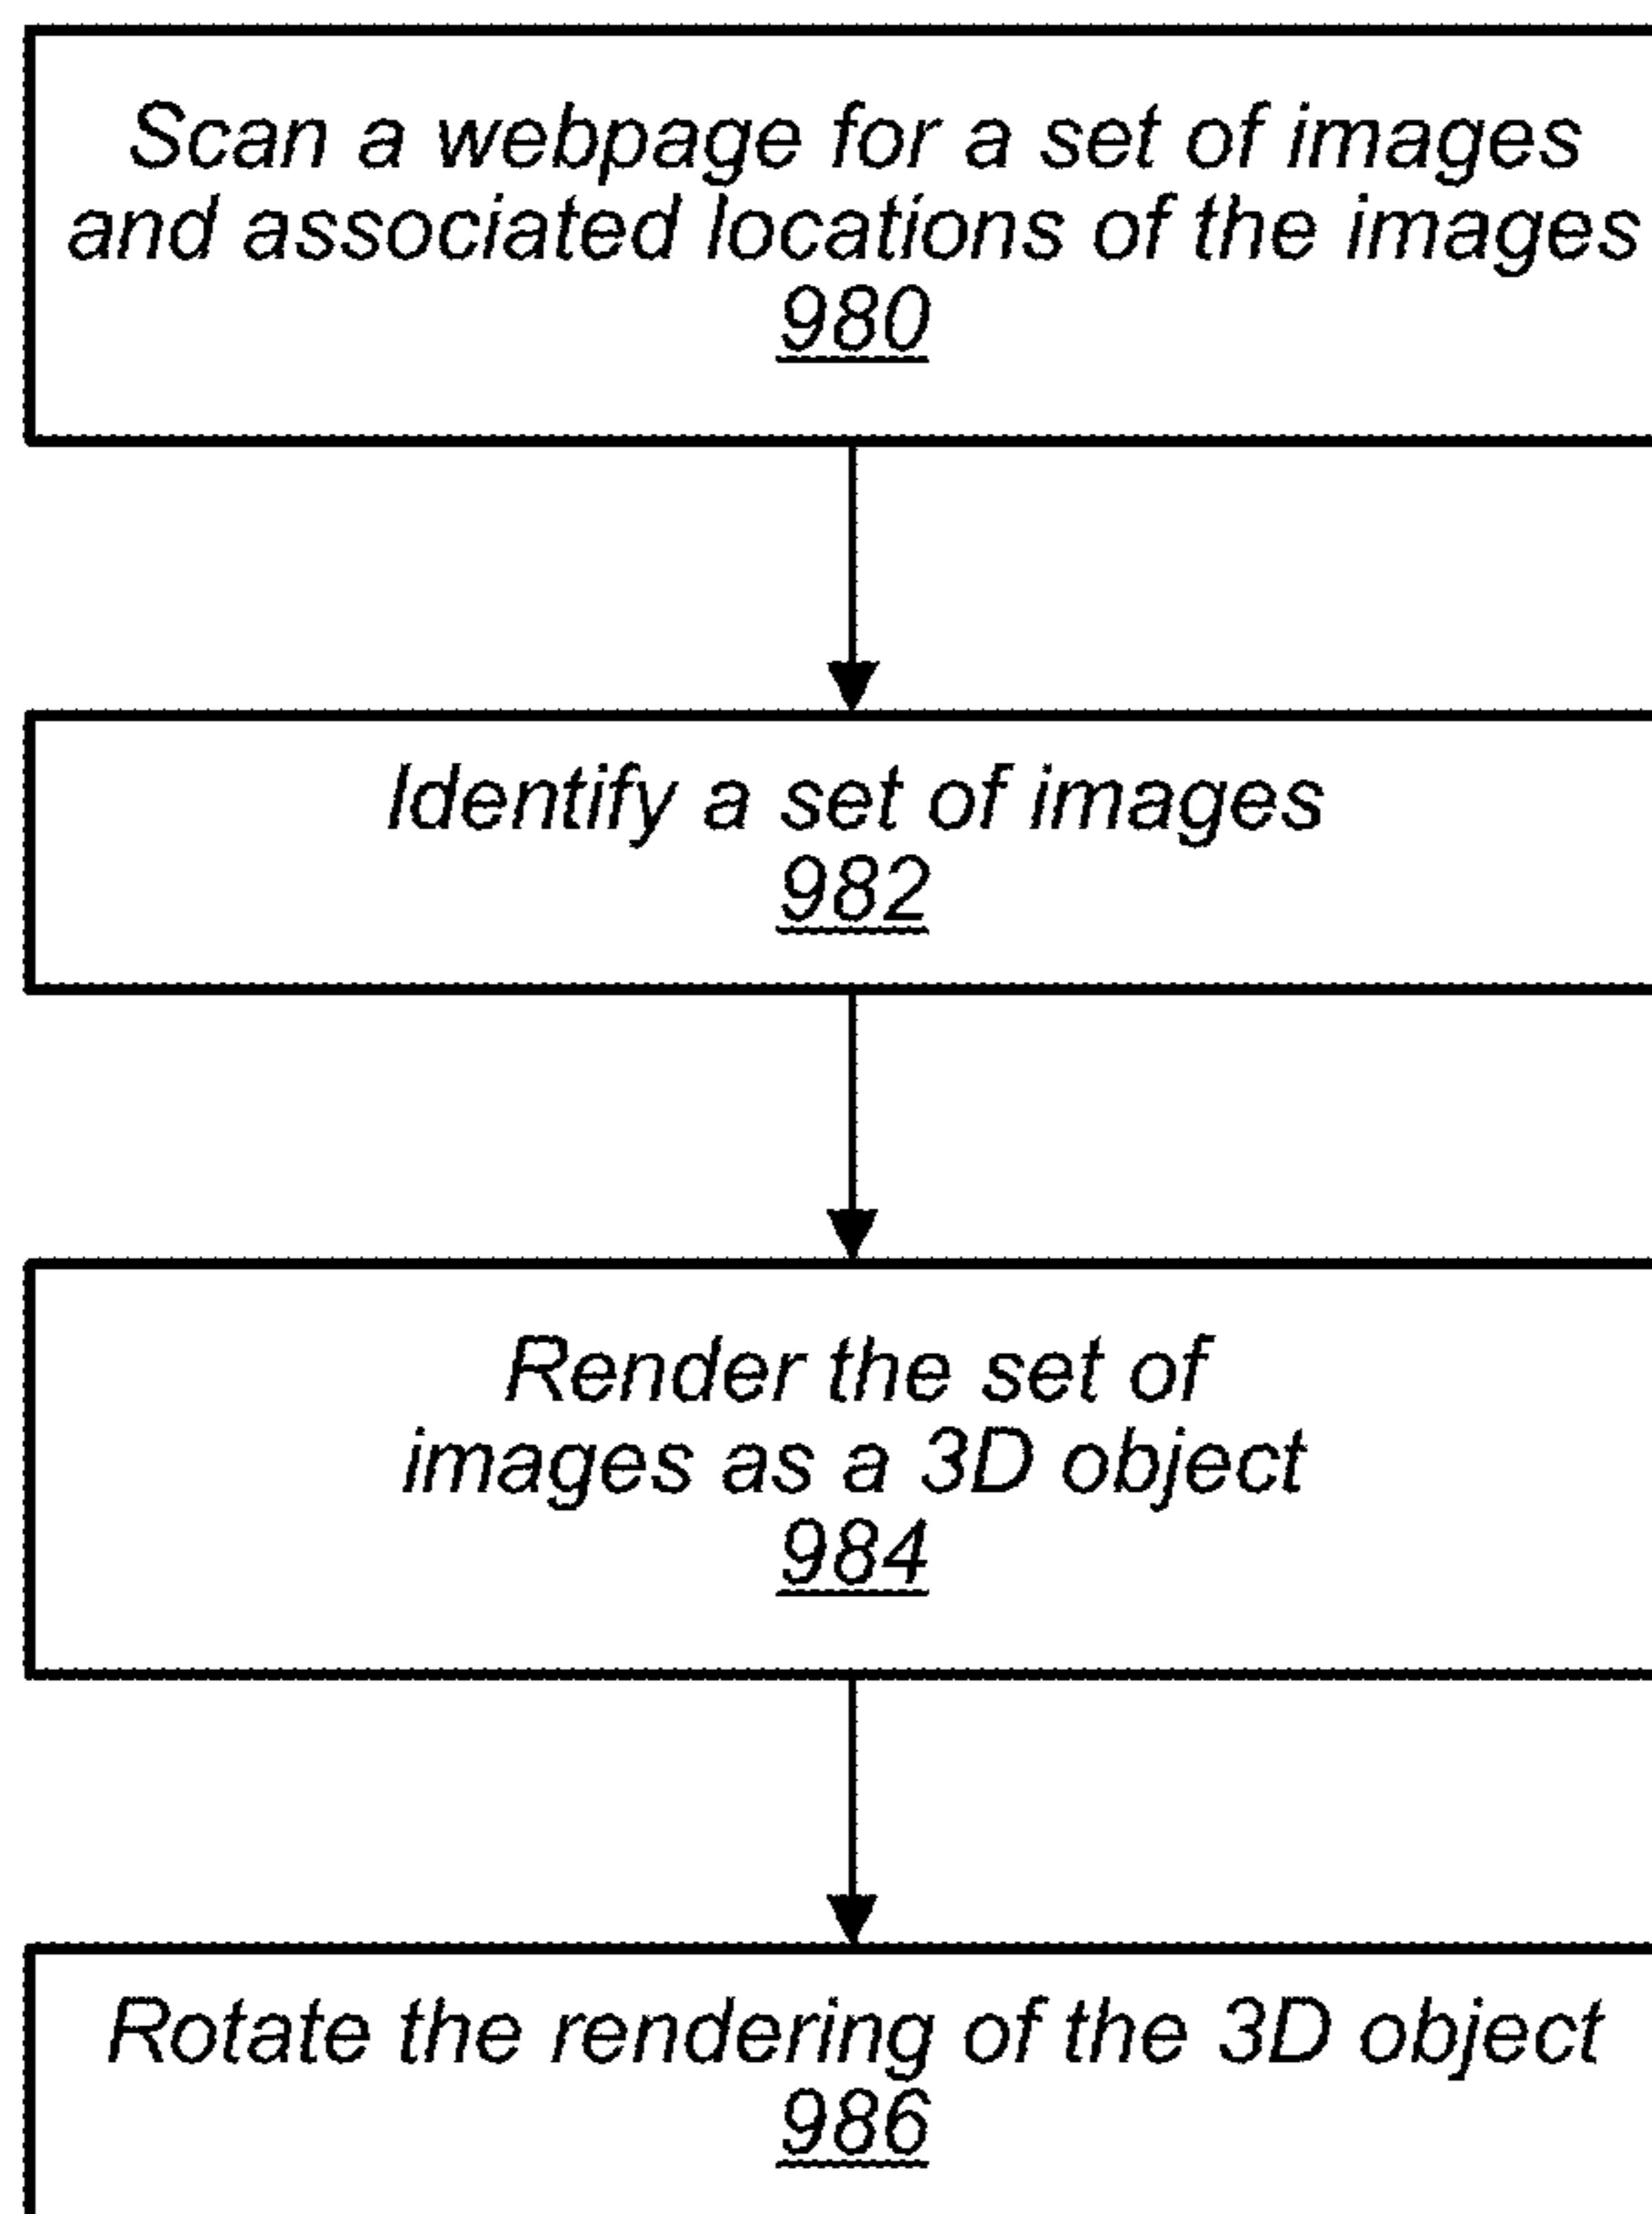 Scan a webpage for a set of images
and associated locations of the images
980
Identify a set of images
982
Render the set of
images as a 3D object
984
Rotate the rendering of the 3D object
986